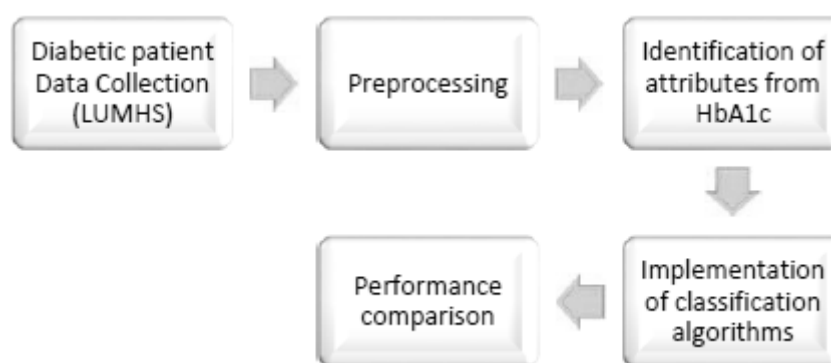 Diabetic patient
Data Collection
(LUMHS)
Preprocessing
Identification of
attributes from
HbA1c
Implementation
of classification
algorithms
Performance
comparison